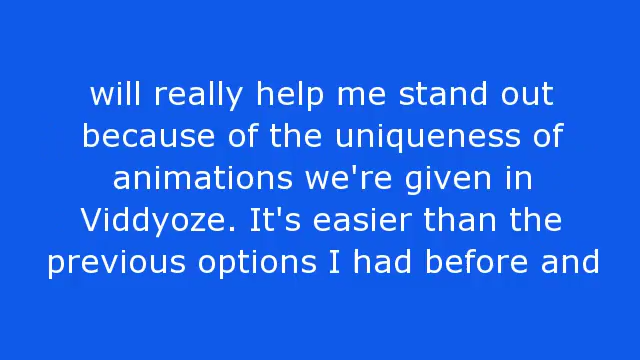 will really help me stand out
because of the uniqueness of
animations we're given in
Viddyoze. It's easier than the
previous options I had before and